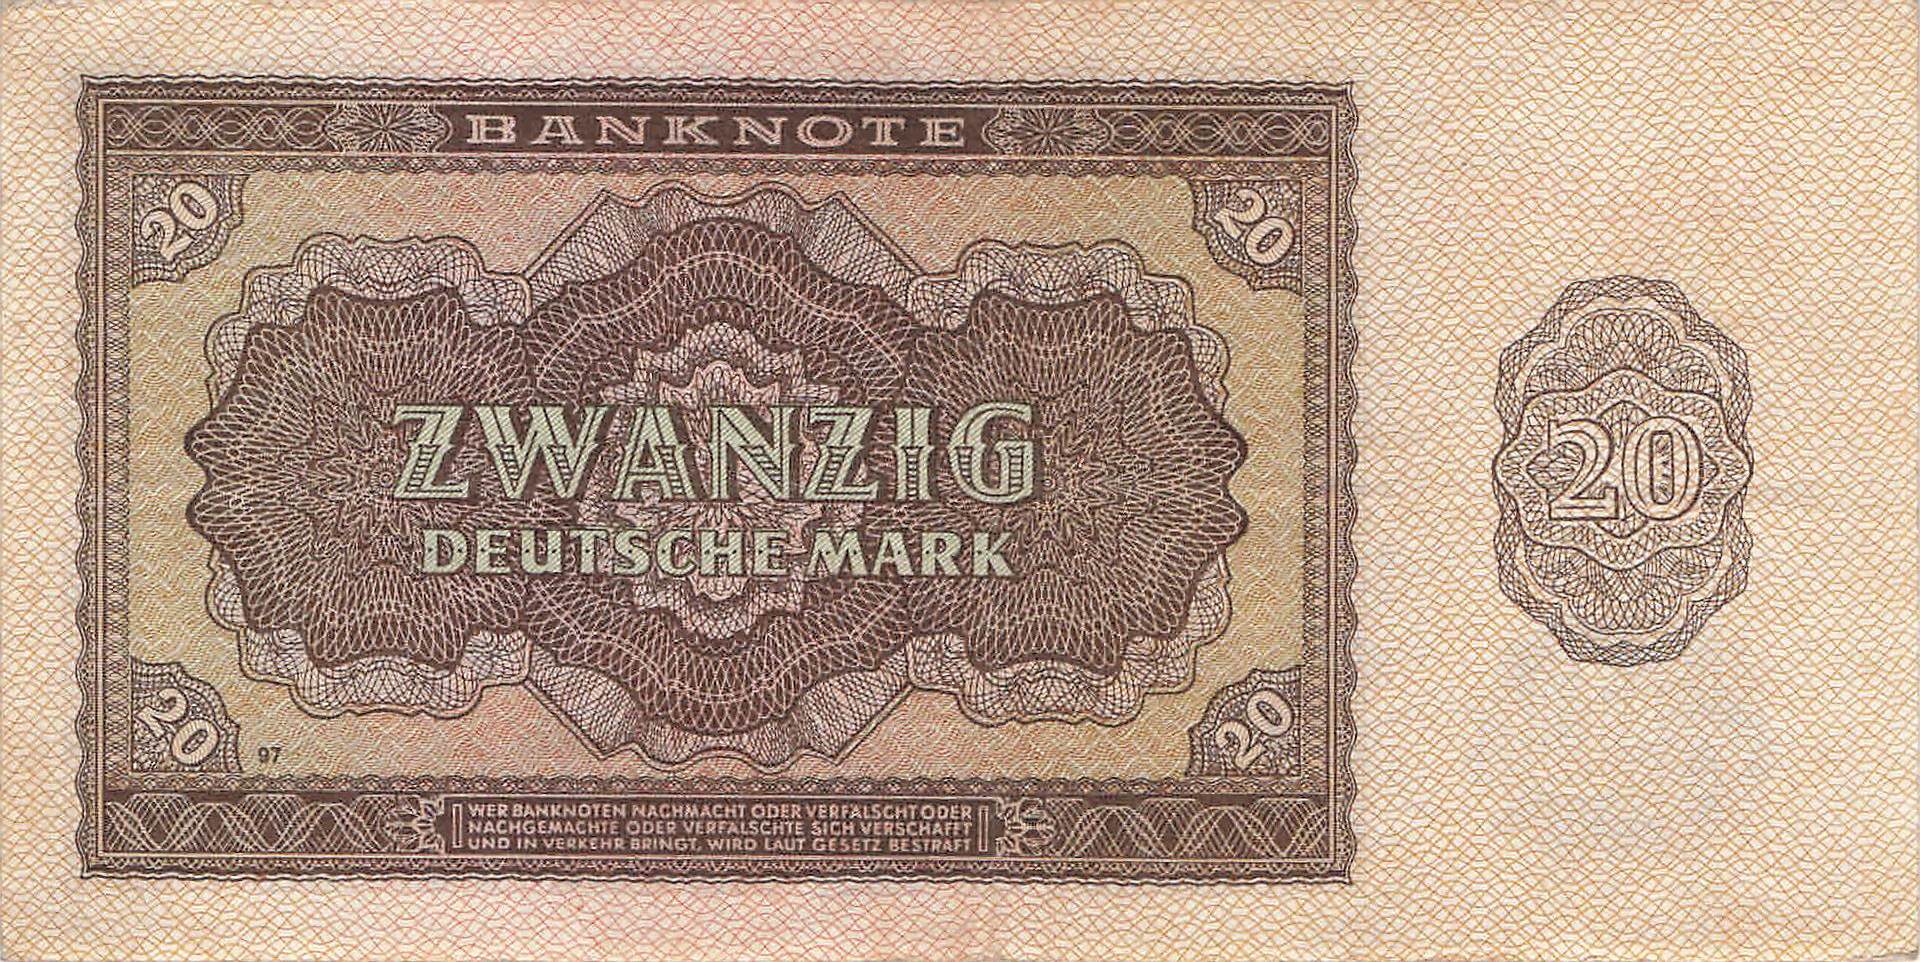 BANKNOTE
20
20
ZWANZIG
DEUTSCHE MARK
20
20
20
97
WER BANKNOTEN NACHMACHT ODER VERFÄLSCHT ODER
NACHGEMACHTE ODER VERFÄLSCHTE SICH VERSCHAFFT
UND IN VERKEHR BRINGT, WIRD LAUT GESETZ BESTRAFT